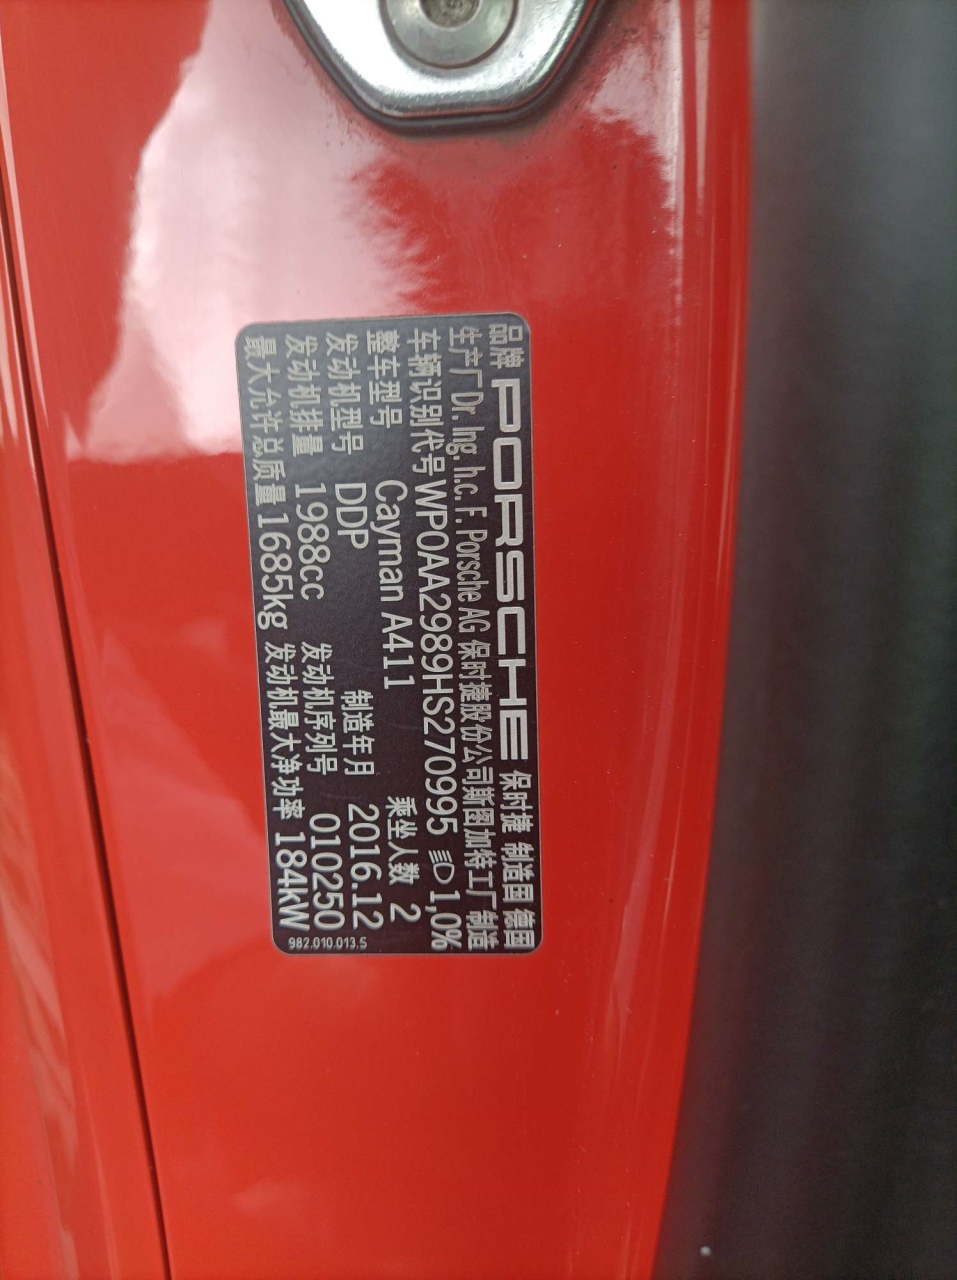 品牌 PORSCHE 保时捷 制造国 德国
生产厂 Dr. Ing. h.c. F. Porsche AG 保时捷股份公司斯图加特工厂 制造
车辆识别代号 WP0AA2989HS270995 1,0%
整车型号 Cayman A411 乘坐人数 2
发动机型号 DDP 制造年月 2016.12
发动机排量 1988cc 发动机序列号 010250
最大允许总质量 1685kg 发动机最大净功率 184kW
982.010.013.S